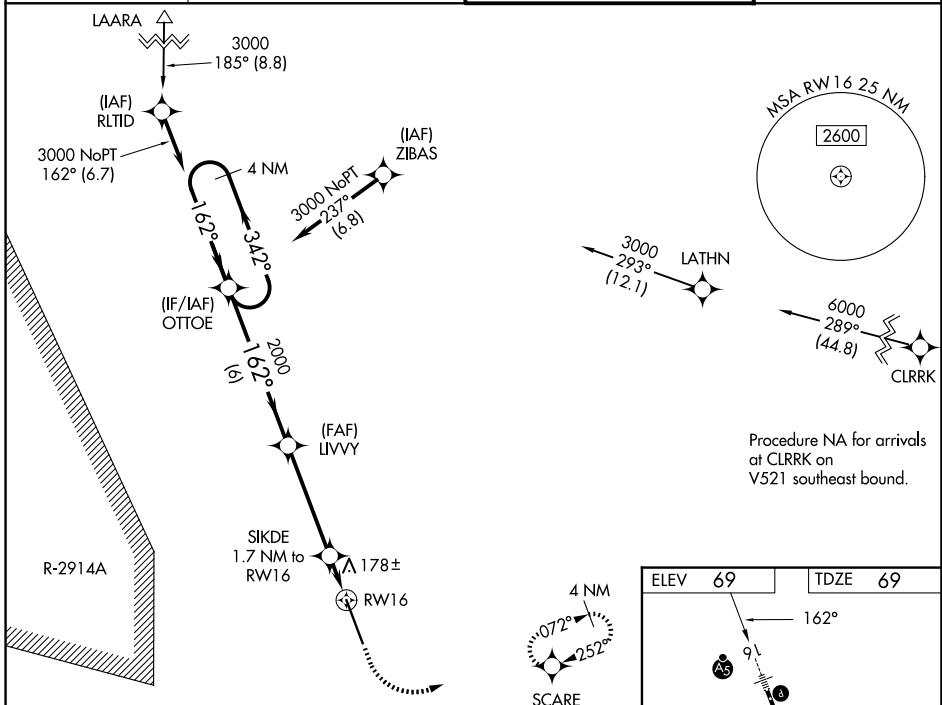 LAARA
3000
185° (8.8)
(IAF)
RLTID
3000 NoPT
162° (6.7)
4 NM
(IAF)
ZIBAS
3000 NoPT
237°
(6.8)
MSA RW16 25 NM
2600
162°
342°
(IF/IAF)
OTTOE
3000
293°
(12.1)
LATHN
6000
289°
(44.8)
CLRRK
2000
162°
(6)
(FAF)
LIVVY
Procedure NA for arrivals
at CLRRK on
V521 southeast bound.
SIKDE
1.7 NM to
RW16
178±
R-2914A
RW16
4 NM
072°
252°
SCARE
ELEV 69
TDZE 69
162°
16
A5
P